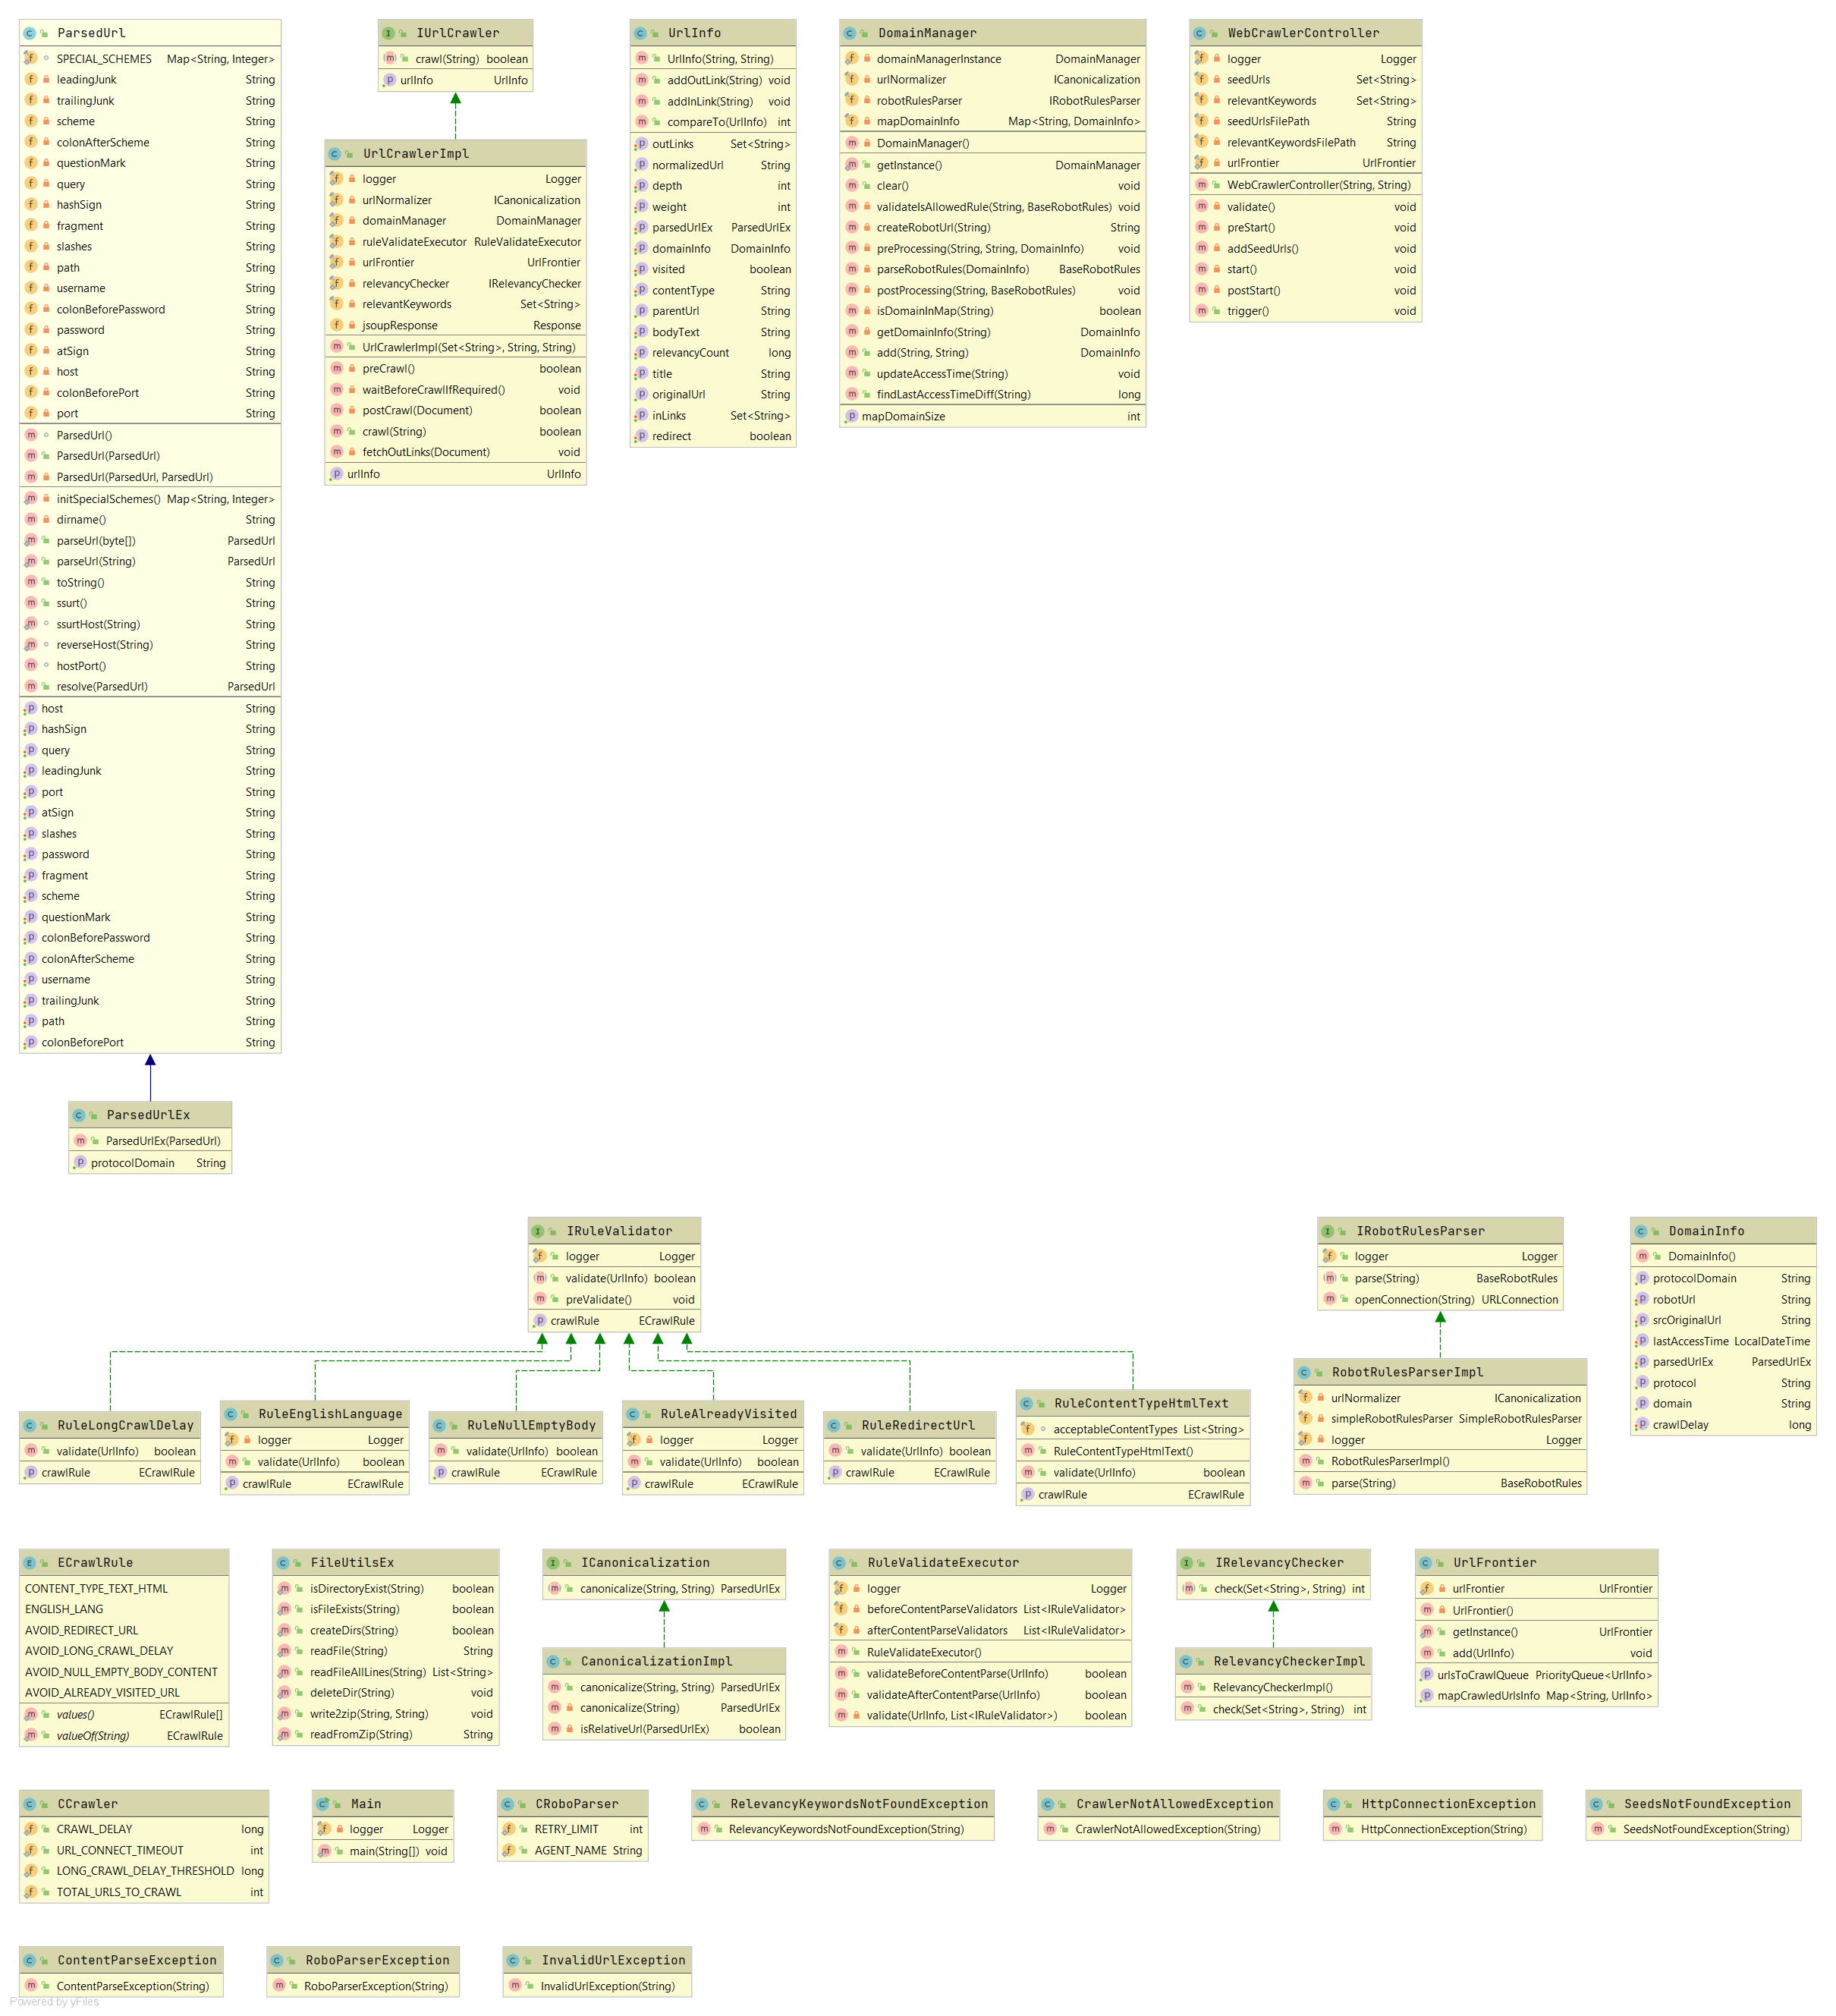 ParsedUrl
SPECIAL_SCHEMES Map<String, Integer>
leadingJunk String
trailingJunk String
scheme String
colonAfterScheme String
questionMark String
query String
hashSign String
fragment String
slashes String
path String
username String
colonBeforePassword String
password String
atSign String
host String
colonBeforePort String
port String
ParsedUrl()
ParsedUrl(ParsedUrl)
ParsedUrl(ParsedUrl, ParsedUrl)
initSpecialSchemes() Map<String, Integer>
dirname() String
parseUrl(byte[]) ParsedUrl
parseUrl(String) ParsedUrl
toString() String
ssurt() String
ssurtHost(String) String
reverseHost(String) String
hostPort() String
resolve(ParsedUrl) ParsedUrl
host String
hashSign String
query String
leadingJunk String
port String
atSign String
slashes String
password String
fragment String
scheme String
questionMark String
colonBeforePassword String
colonAfterScheme String
username String
trailingJunk String
path String
colonBeforePort String
ParsedUrlEx
ParsedUrlEx(ParsedUrl)
protocolDomain String
IUrlCrawler
crawl(String) boolean
urlInfo UrlInfo
UrlCrawlerImpl
logger Logger
urlNormalizer ICanonicalization
domainManager DomainManager
ruleValidateExecutor RuleValidateExecutor
urlFrontier UrlFrontier
relevancyChecker IRelevancyChecker
relevantKeywords Set<String>
jsoupResponse Response
UrlCrawlerImpl(Set<String>, String, String)
preCrawl() boolean
waitBeforeCrawlIfRequired() void
postCrawl(Document) boolean
crawl(String) boolean
fetchOutLinks(Document) void
urlInfo UrlInfo
UrlInfo
UrlInfo(String, String)
addOutLink(String) void
addInLink(String) void
compareTo(UrlInfo) int
outLinks Set<String>
normalizedUrl String
depth int
weight int
parsedUrlEx ParsedUrlEx
domainInfo DomainInfo
visited boolean
contentType String
parentUrl String
bodyText String
relevancyCount long
title String
originalUrl String
inLinks Set<String>
redirect boolean
DomainManager
domainManagerInstance DomainManager
urlNormalizer ICanonicalization
robotRulesParser IRobotRulesParser
mapDomainInfo Map<String, DomainInfo>
DomainManager()
getInstance() DomainManager
clear() void
validateIsAllowedRule(String, BaseRobotRules) void
createRobotUrl(String) String
preProcessing(String, String, DomainInfo) void
parseRobotRules(DomainInfo) BaseRobotRules
postProcessing(String, BaseRobotRules) void
isDomainInMap(String) boolean
getDomainInfo(String) DomainInfo
add(String, String) DomainInfo
updateAccessTime(String) void
findLastAccessTimeDiff(String) long
mapDomainSize int
WebCrawlerController
logger Logger
seedUrls Set<String>
relevantKeywords Set<String>
seedUrlsFilePath String
relevantKeywordsFilePath String
urlFrontier UrlFrontier
WebCrawlerController(String, String)
validate() void
preStart() void
addSeedUrls() void
start() void
postStart() void
trigger() void
IRuleValidator
logger Logger
validate(UrlInfo) boolean
preValidate() void
crawlRule ECrawlRule
RuleLongCrawlDelay
validate(UrlInfo) boolean
crawlRule ECrawlRule
RuleEnglishLanguage
logger Logger
validate(UrlInfo) boolean
crawlRule ECrawlRule
RuleNullEmptyBody
validate(UrlInfo) boolean
crawlRule ECrawlRule
RuleAlreadyVisited
logger Logger
validate(UrlInfo) boolean
crawlRule ECrawlRule
RuleRedirectUrl
validate(UrlInfo) boolean
crawlRule ECrawlRule
RuleContentTypeHtmlText
acceptableContentTypes List<String>
RuleContentTypeHtmlText()
validate(UrlInfo) boolean
crawlRule ECrawlRule
IRobotRulesParser
logger Logger
parse(String) BaseRobotRules
openConnection(String) URLConnection
RobotRulesParserImpl
urlNormalizer ICanonicalization
simpleRobotRulesParser SimpleRobotRulesParser
logger Logger
RobotRulesParserImpl()
parse(String) BaseRobotRules
DomainInfo
DomainInfo()
protocolDomain String
robotUrl String
srcOriginalUrl String
lastAccessTime LocalDateTime
parsedUrlEx ParsedUrlEx
protocol String
domain String
crawlDelay long
ECrawlRule
CONTENT_TYPE_TEXT_HTML
ENGLISH_LANG
AVOID_REDIRECT_URL
AVOID_LONG_CRAWL_DELAY
AVOID_NULL_EMPTY_BODY_CONTENT
AVOID_ALREADY_VISITED_URL
values() ECrawlRule[]
valueOf(String) ECrawlRule
FileUtilsEx
isDirectoryExist(String) boolean
isFileExists(String) boolean
createDirs(String) boolean
readFile(String) String
readFileAllLines(String) List<String>
deleteDir(String) void
write2zip(String, String) void
readFromZip(String) String
ICanonicalization
canonicalize(String, String) ParsedUrlEx
CanonicalizationImpl
canonicalize(String, String) ParsedUrlEx
canonicalize(String) ParsedUrlEx
isRelativeUrl(ParsedUrlEx) boolean
RuleValidateExecutor
logger Logger
beforeContentParseValidators List<IRuleValidator>
afterContentParseValidators List<IRuleValidator>
RuleValidateExecutor()
validateBeforeContentParse(UrlInfo) boolean
validateAfterContentParse(UrlInfo) boolean
validate(UrlInfo, List<IRuleValidator>) boolean
IRelevancyChecker
check(Set<String>, String) int
RelevancyCheckerImpl
RelevancyCheckerImpl()
check(Set<String>, String) int
UrlFrontier
urlFrontier UrlFrontier
UrlFrontier()
getInstance() UrlFrontier
add(UrlInfo) void
urlsToCrawlQueue PriorityQueue<UrlInfo>
mapCrawledUrlsInfo Map<String, UrlInfo>
CCrawler
CRAWL_DELAY long
URL_CONNECT_TIMEOUT int
LONG_CRAWL_DELAY_THRESHOLD long
TOTAL_URLS_TO_CRAWL int
Main
logger Logger
main(String[]) void
CRoboParser
RETRY_LIMIT int
AGENT_NAME String
RelevancyKeywordsNotFoundException
RelevancyKeywordsNotFoundException(String)
CrawlerNotAllowedException
CrawlerNotAllowedException(String)
HttpConnectionException
HttpConnectionException(String)
SeedsNotFoundException
SeedsNotFoundException(String)
ContentParseException
ContentParseException(String)
RoboParserException
RoboParserException(String)
InvalidUrlException
InvalidUrlException(String)
Powered by yFiles